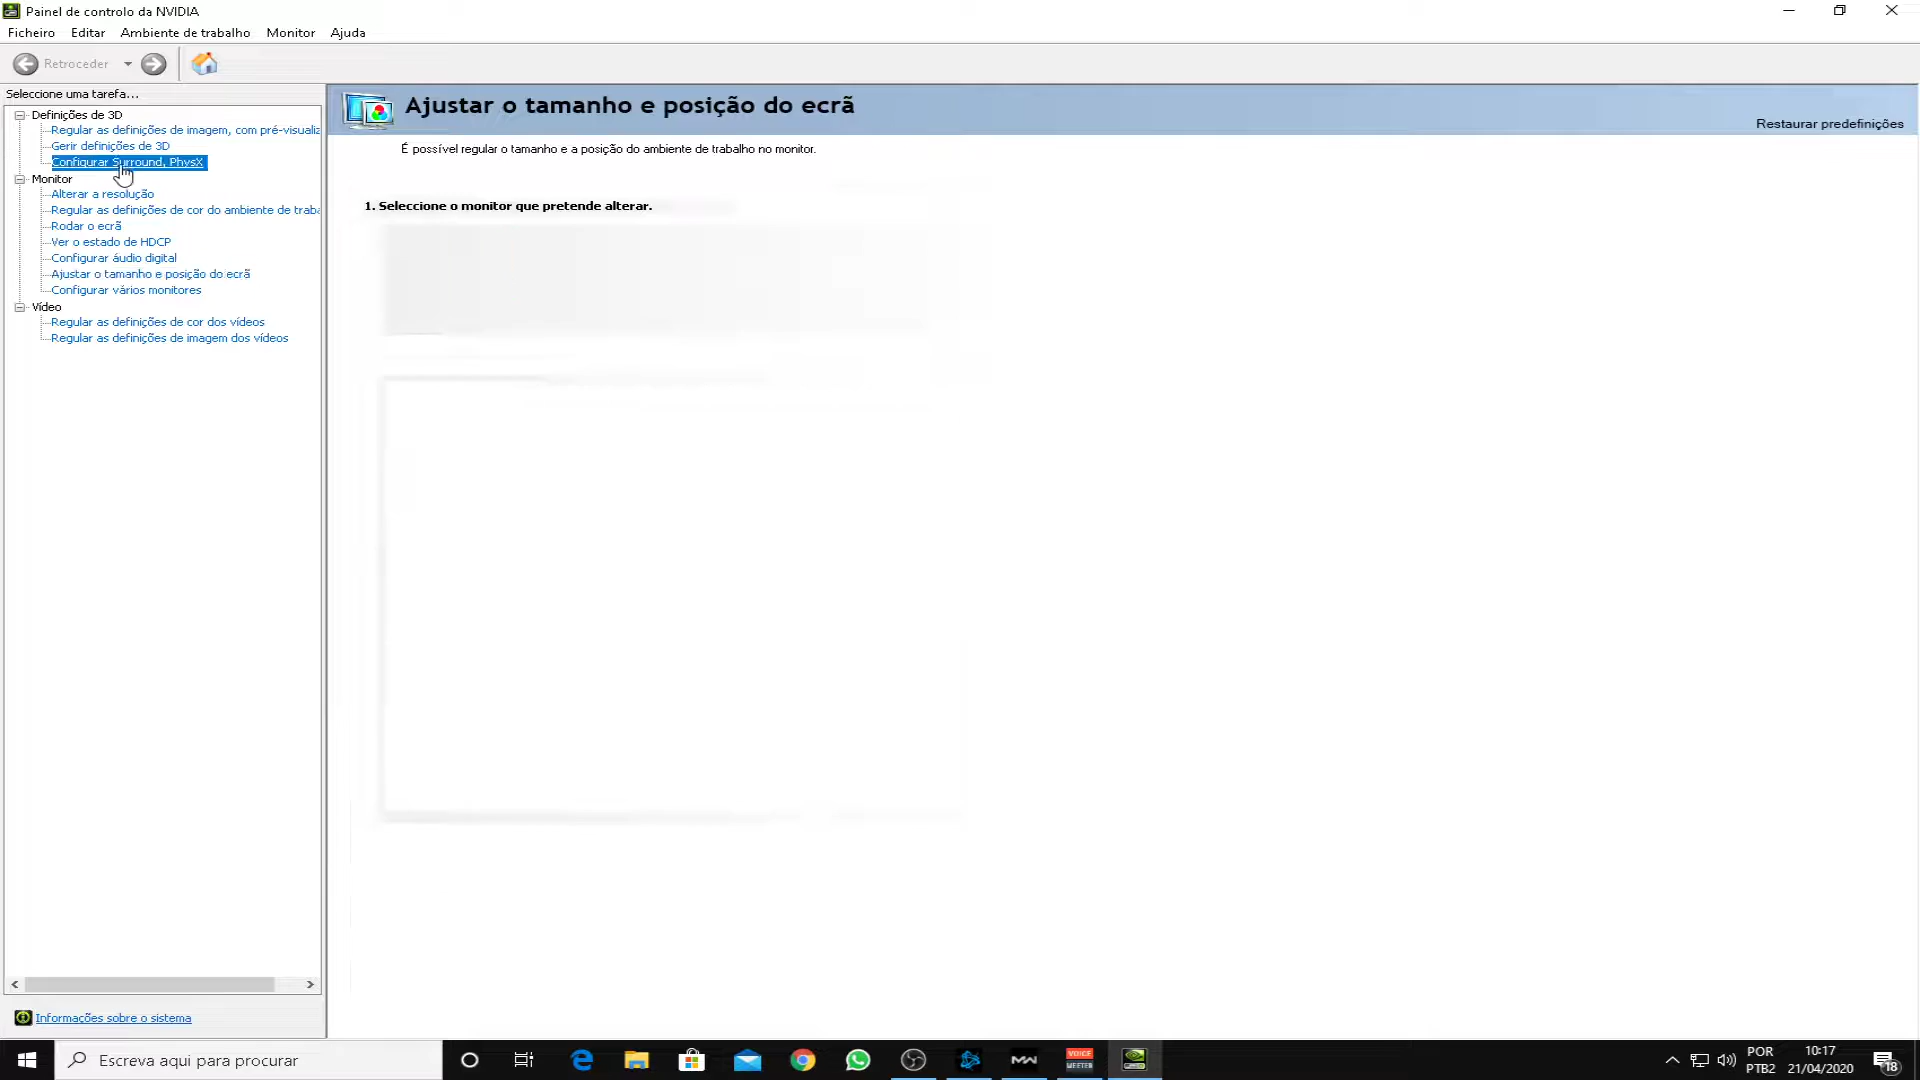 Painel de controlo da NVIDIA
Ficheiro Editar Ambiente de trabalho Monitor Ajuda
Retroceder
Seleccione uma tarefa...
Definições de 3D
Regular as definições de imagem, com pré-visualiz
Gerir definições de 3D
Configurar Surround, PhysX
Monitor
Alterar a resolução
Regular as definições de cor do ambiente de traba
Rodar o ecrã
Ver o estado de HDCP
Configurar áudio digital
Ajustar o tamanho e posição do ecrã
Configurar vários monitores
Vídeo
Regular as definições de cor dos vídeos
Regular as definições de imagem dos vídeos
Informações sobre o sistema
Ajustar o tamanho e posição do ecrã
Restaurar predefinições
É possível regular o tamanho e a posição do ambiente de trabalho no monitor.
1. Seleccione o monitor que pretende alterar.
Escreva aqui para procurar
VOICE
MEETER
POR
PTB2
10:17
21/04/2020
18